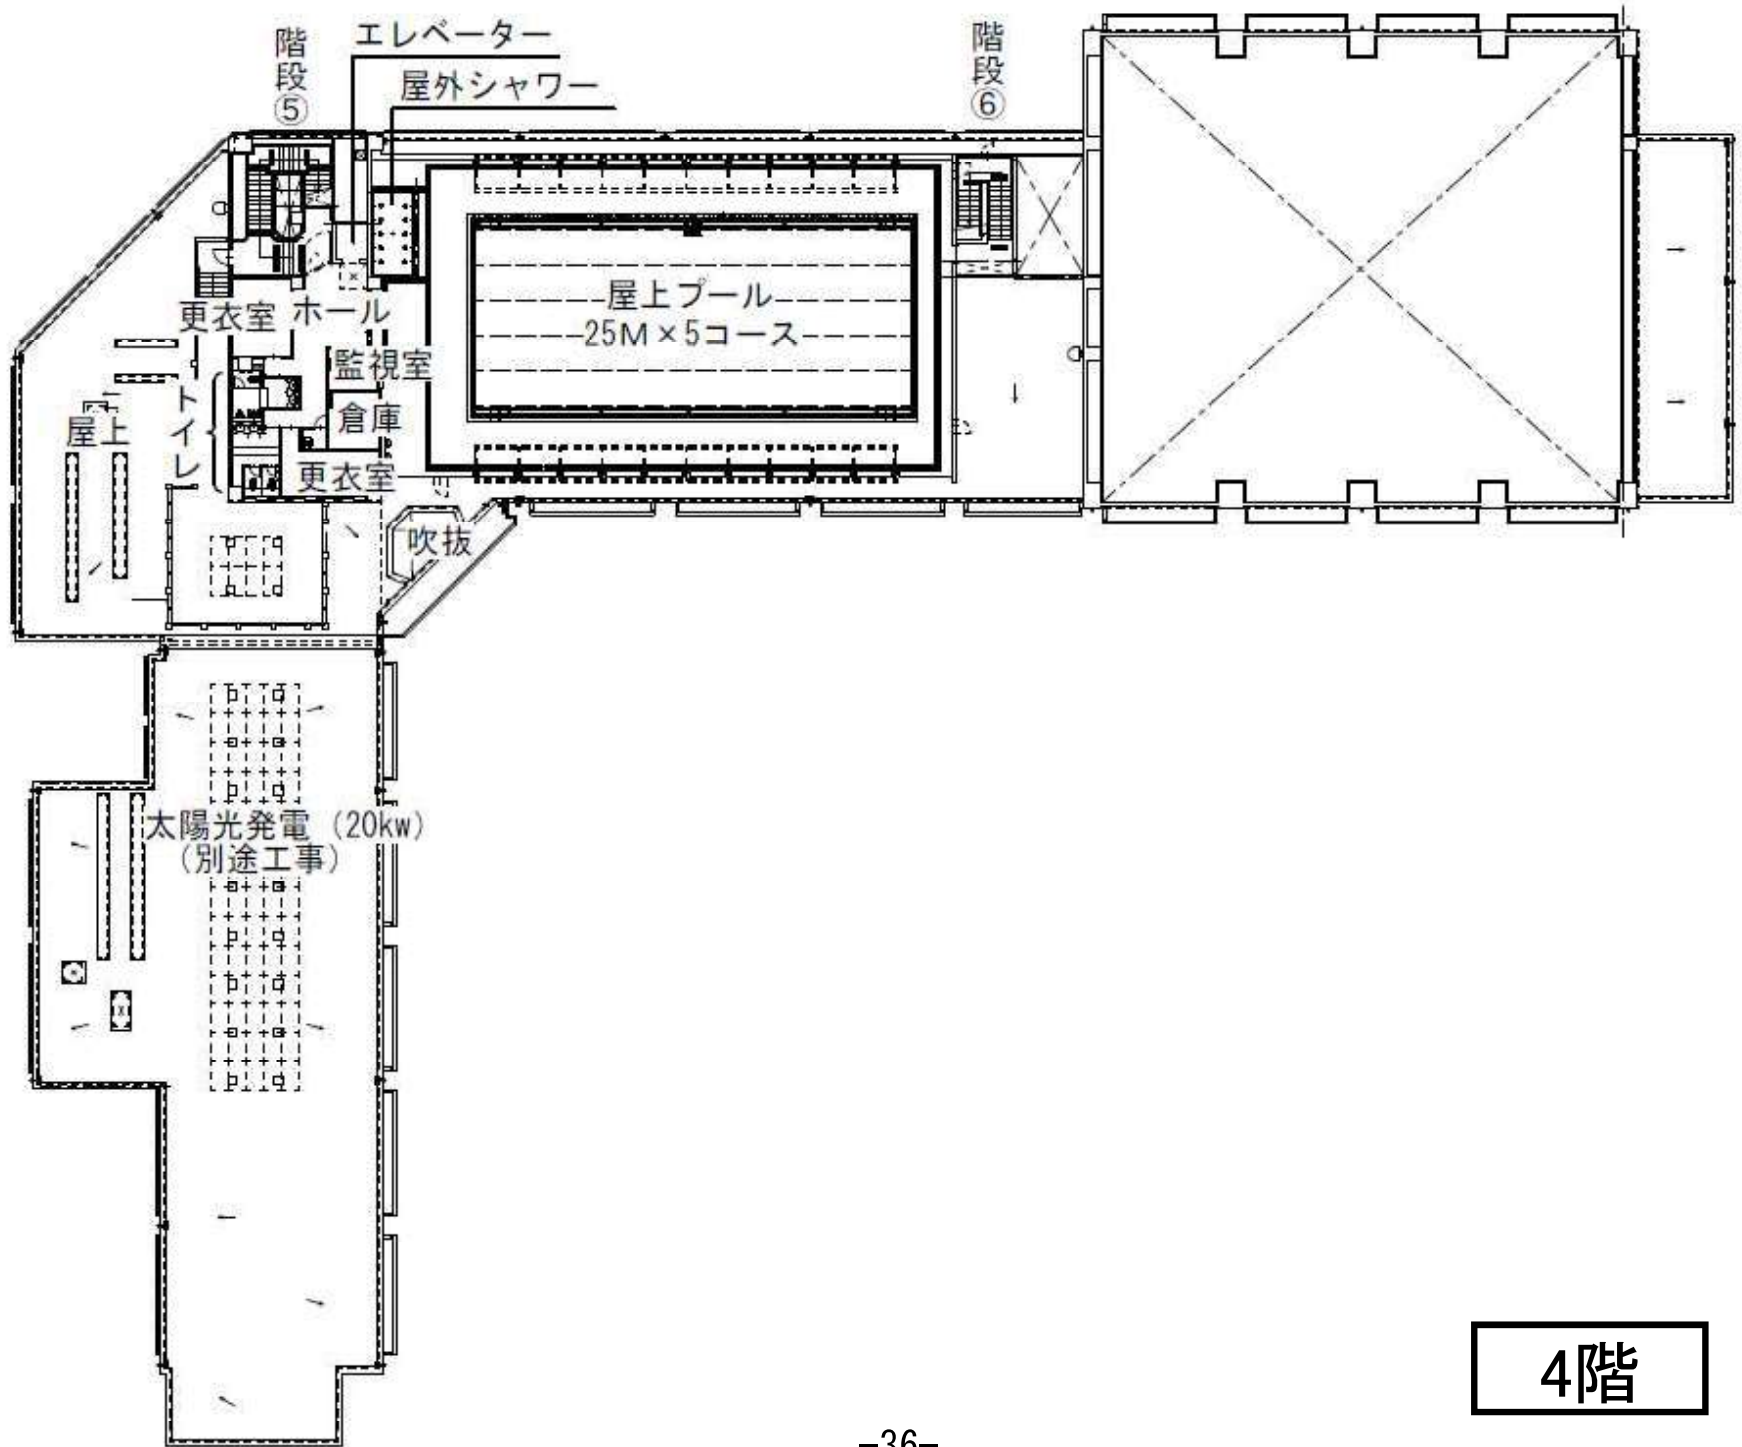 階段⑤
エレベーター
屋外シャワー
階段⑥
屋上プール
25M×5コース
更衣室
ホール
監視室
トイレ
倉庫
屋上
更衣室
吹抜
太陽光発電（20kw）
（別途工事）
4階
-36-